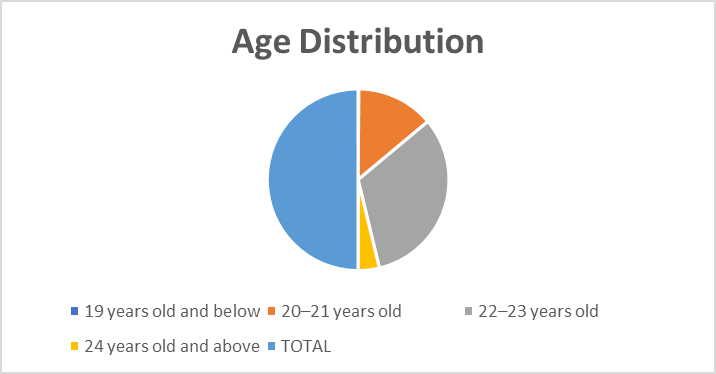 Age Distribution
19 years old and below 20–21 years old 22–23 years old
24 years old and above TOTAL